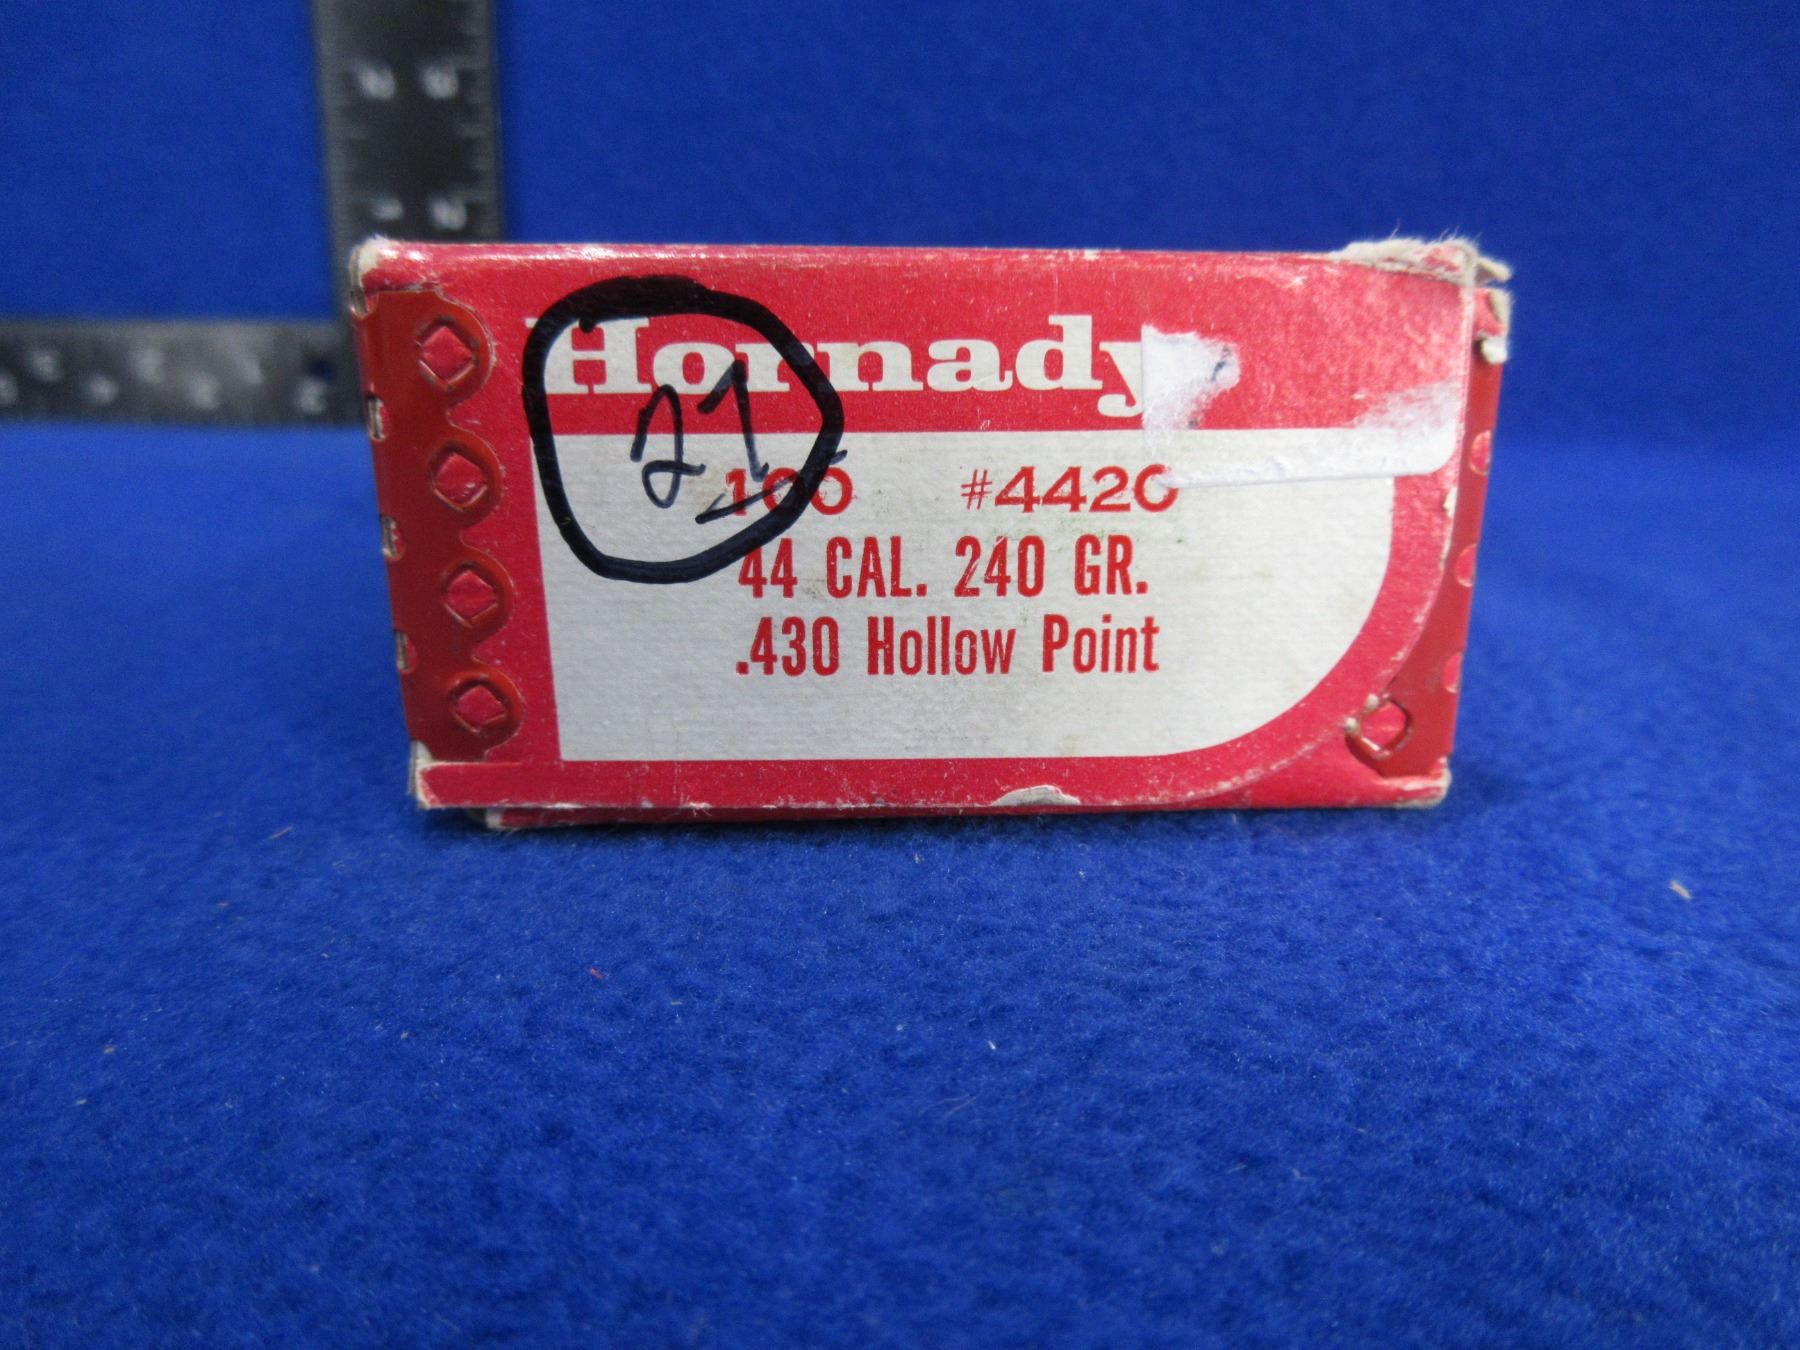 Hornady
21
100 #4420
44 CAL. 240 GR.
.430 Hollow Point